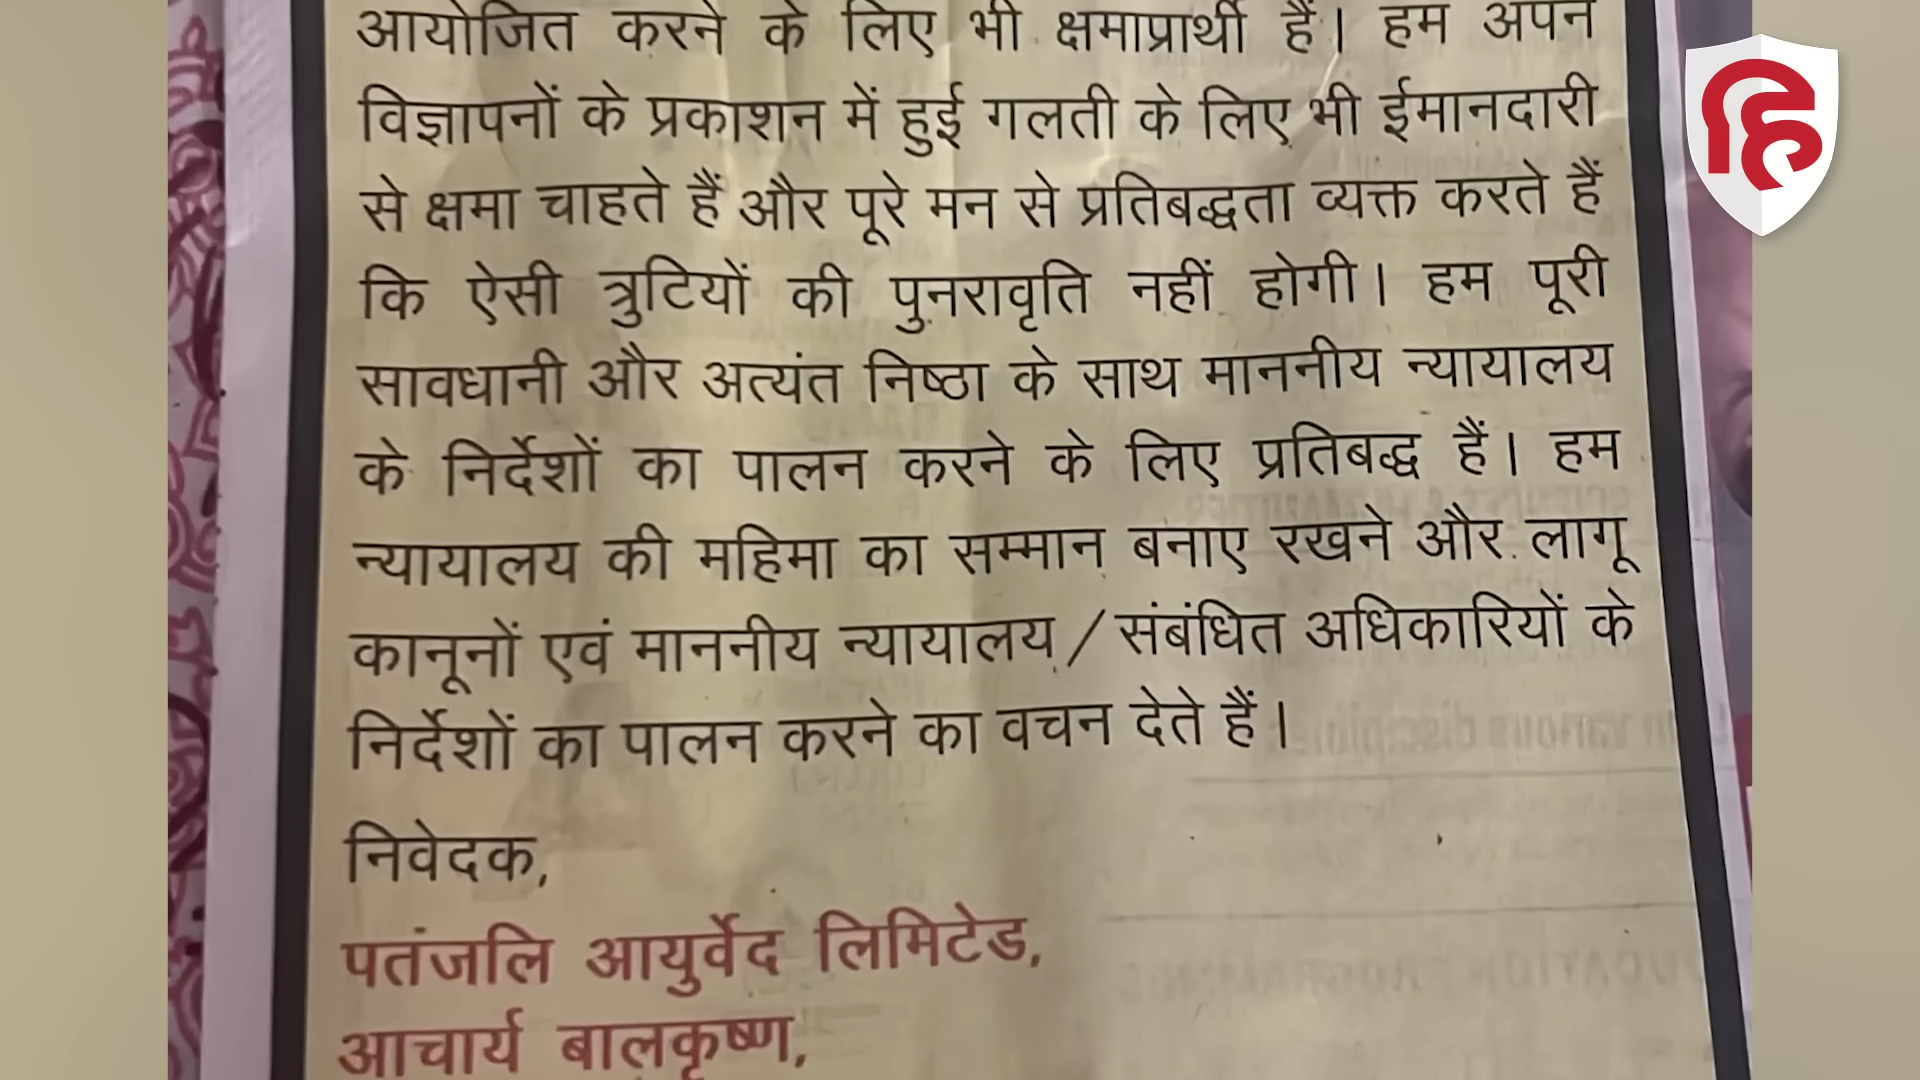 आयोजित करने के लिए भी क्षमाप्रार्थी हैं। हम अपने
विज्ञापनों के प्रकाशन में हुई गलती के लिए भी ईमानदारी
से क्षमा चाहते हैं और पूरे मन से प्रतिबद्धता व्यक्त करते हैं
कि ऐसी त्रुटियों की पुनरावृति नहीं होगी। हम पूरी
सावधानी और अत्यंत निष्ठा के साथ माननीय न्यायालय
के निर्देशों का पालन करने के लिए प्रतिबद्ध हैं। हम
न्यायालय की महिमा का सम्मान बनाए रखने और लागू
कानूनों एवं माननीय न्यायालय/संबंधित अधिकारियों के
निर्देशों का पालन करने का वचन देते हैं।
निवेदक,
पतंजलि आयुर्वेद लिमिटेड,
आचार्य बालकृष्ण,
हि